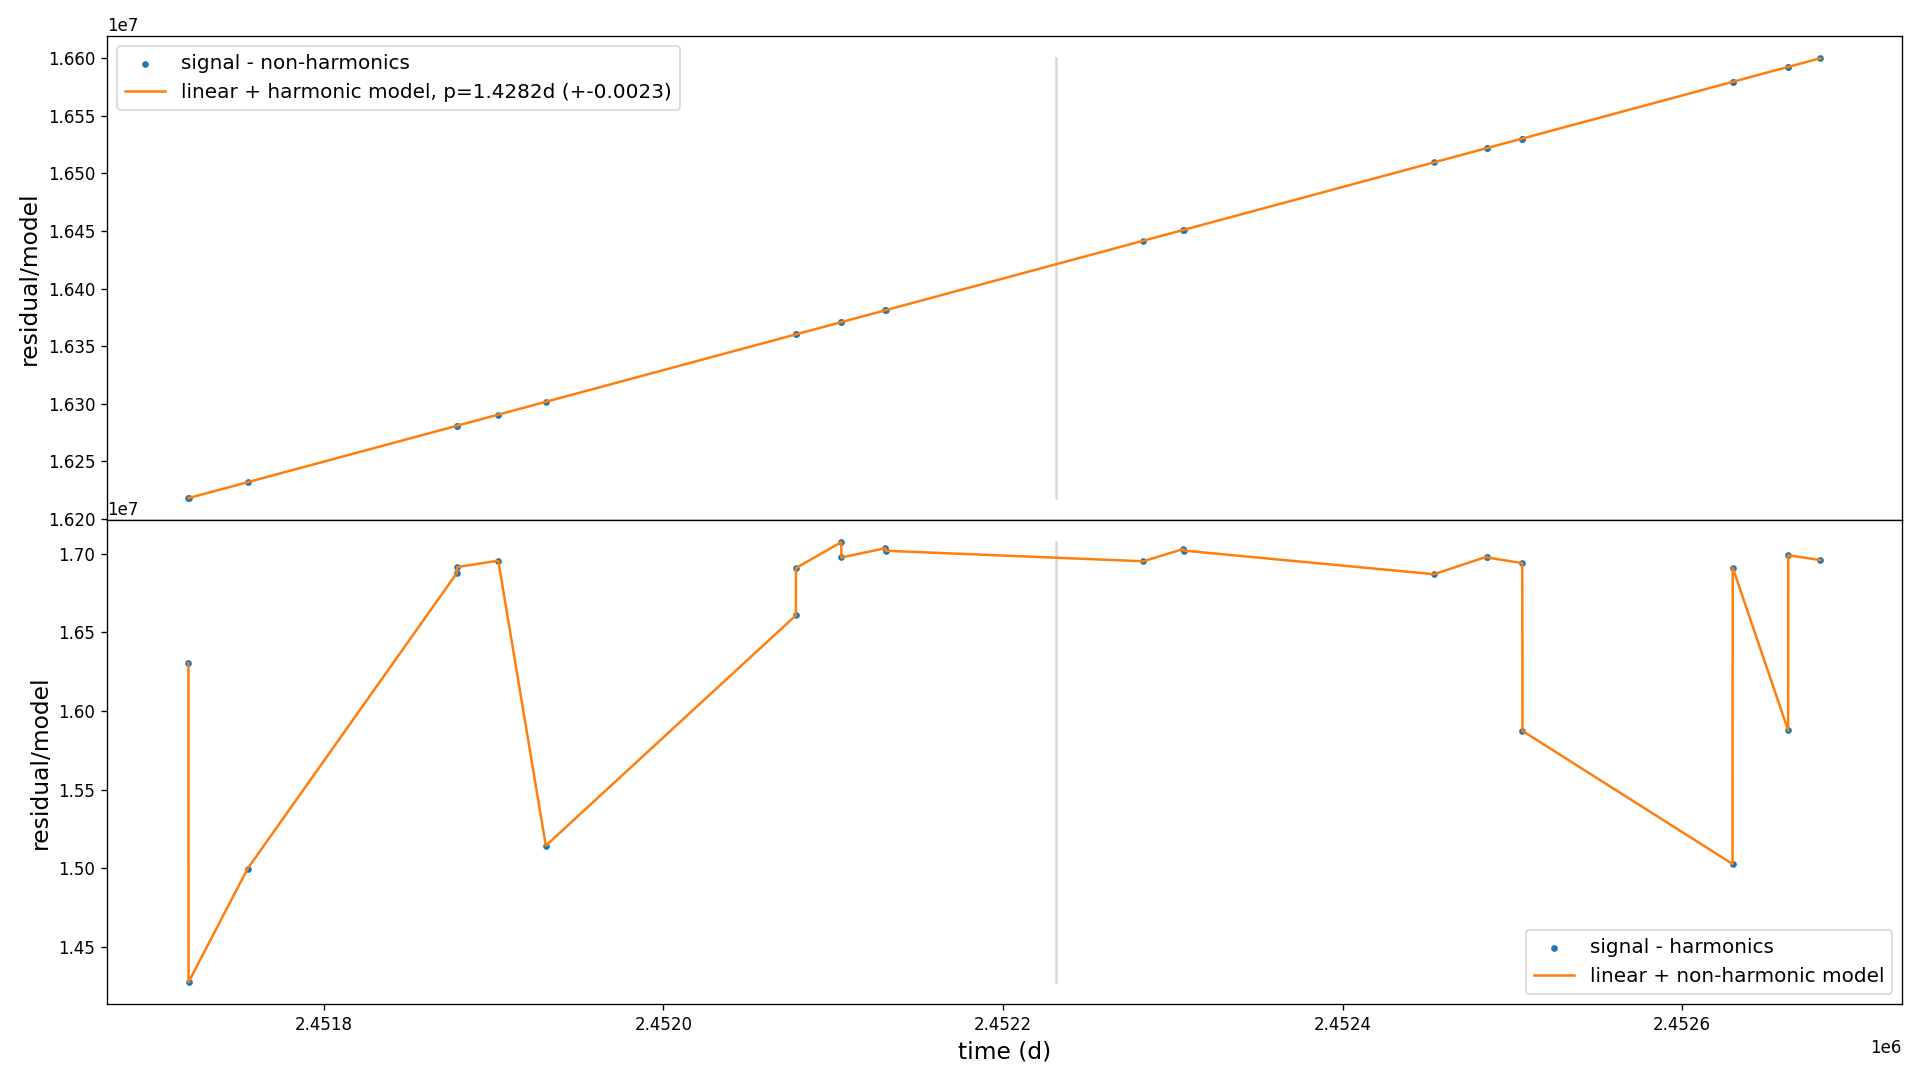 1e7
1.660
1.655
1.650
1.645
1.640
1.635
1.630
1.625
1.620
residual/model
signal - non-harmonics
linear + harmonic model, p=1.4282d (+-0.0023)
1e7
1.70
1.65
1.60
1.55
1.50
1.45
residual/model
signal - harmonics
linear + non-harmonic model
2.4518
2.4520
2.4522
2.4524
2.4526
1e6
time (d)